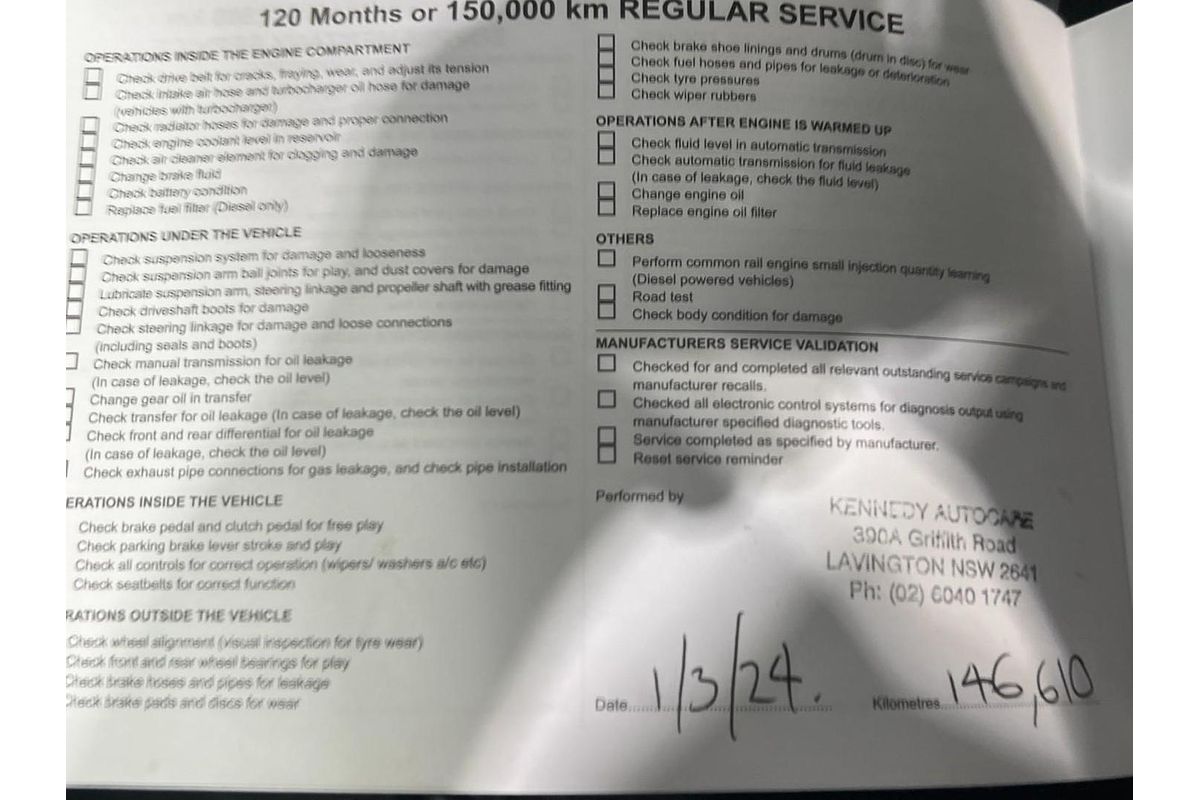 120 Months or 150,000 km REGULAR SERVICE
OPERATIONS INSIDE THE ENGINE COMPARTMENT
Check drive belt for cracks, fraying, wear, and adjust its tension
Check intake air hose and turbocharger oil hose for damage
(vehicles with turbocharger)
Check radiator hoses for damage and proper connection
Check engine coolant level in reservoir
Check air cleaner element for clogging and damage
Change brake fluid
Check battery condition
Replace fuel filter (Diesel only)
OPERATIONS UNDER THE VEHICLE
Check suspension system for damage and looseness
Check suspension arm ball joints for play, and dust covers for damage
Lubricate suspension arm, steering linkage and propeller shaft with grease fitting
Check driveshaft boots for damage
Check steering linkage for damage and loose connections
(including seals and boots)
Check manual transmission for oil leakage
(In case of leakage, check the oil level)
Change gear oil in transfer
Check transfer for oil leakage (In case of leakage, check the oil level)
Check front and rear differential for oil leakage
(In case of leakage, check the oil level)
Check exhaust pipe connections for gas leakage, and check pipe installation
ERATIONS INSIDE THE VEHICLE
Check brake pedal and clutch pedal for free play
Check parking brake lever stroke and play
Check all controls for correct operation (wipers/ washers a/c etc)
Check seatbelts for correct function
RATIONS OUTSIDE THE VEHICLE
Check wheel alignment (visual inspection for tyre wear)
Check front and rear wheel bearings for play
Check brake hoses and pipes for leakage
Check brake pads and discs for wear
Check brake shoe linings and drums (drum in disc) for wear
Check fuel hoses and pipes for leakage or deterioration
Check tyre pressures
Check wiper rubbers
OPERATIONS AFTER ENGINE IS WARMED UP
Check fluid level in automatic transmission
Check automatic transmission for fluid leakage
(In case of leakage, check the fluid level)
Change engine oil
Replace engine oil filter
OTHERS
Perform common rail engine small injection quantity learning
(Diesel powered vehicles)
Road test
Check body condition for damage
MANUFACTURERS SERVICE VALIDATION
Checked for and completed all relevant outstanding service campaigns and
manufacturer recalls.
Checked all electronic control systems for diagnosis output using
manufacturer specified diagnostic tools.
Service completed as specified by manufacturer.
Reset service reminder
Performed by
KENNEDY AUTOCARE
390A Griffith Road
LAVINGTON NSW 2641
Ph: (02) 6040 1747
Date 1/3/24.
Kilometres 146,610